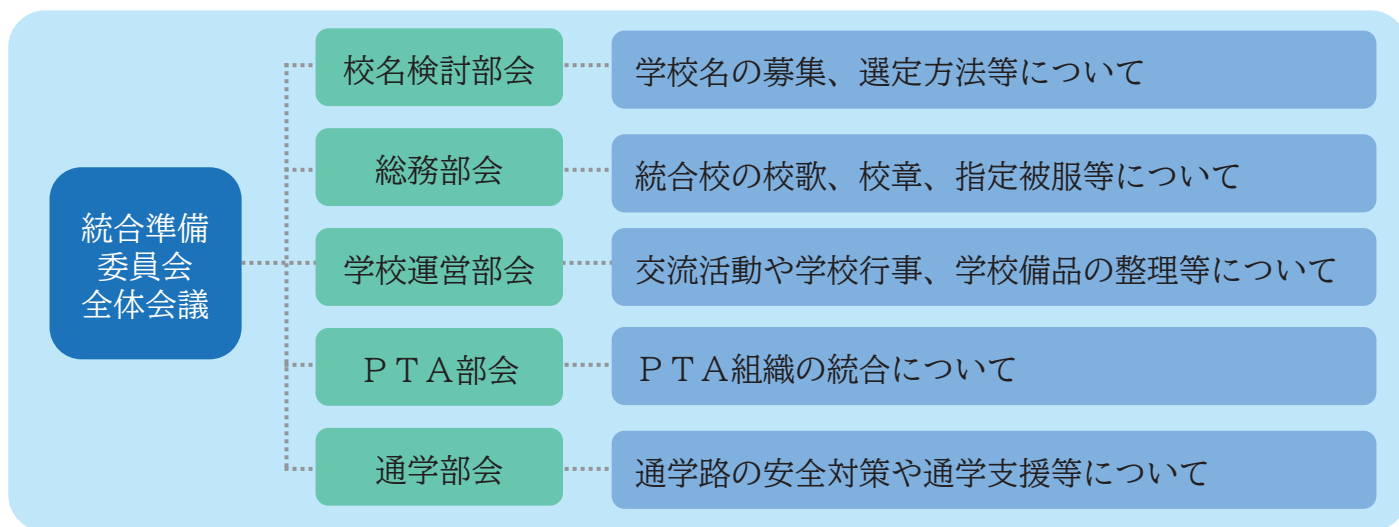 統合準備
委員会
全体会議
校名検討部会
学校名の募集、選定方法等について
総務部会
統合校の校歌、校章、指定被服等について
学校運営部会
交流活動や学校行事、学校備品の整理等について
ＰＴＡ部会
ＰＴＡ組織の統合について
通学部会
通学路の安全対策や通学支援等について